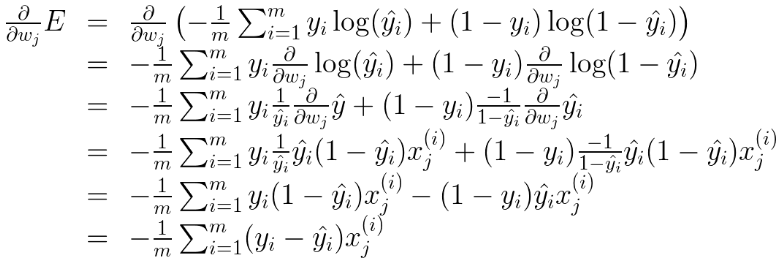 ∂/∂w_j E = ∂/∂w_j (−1/m ∑_{i=1}^{m} y_i log(ŷ_i) + (1 − y_i) log(1 − ŷ_i))
= −1/m ∑_{i=1}^{m} y_i ∂/∂w_j log(ŷ_i) + (1 − y_i) ∂/∂w_j log(1 − ŷ_i)
= −1/m ∑_{i=1}^{m} y_i 1/ŷ_i ∂/∂w_j ŷ + (1 − y_i) −1/(1−ŷ_i) ∂/∂w_j ŷ_i
= −1/m ∑_{i=1}^{m} y_i 1/ŷ_i ŷ_i(1 − ŷ_i)x_j^{(i)} + (1 − y_i) −1/(1−ŷ_i) ŷ_i(1 − ŷ_i)x_j^{(i)}
= −1/m ∑_{i=1}^{m} y_i(1 − ŷ_i)x_j^{(i)} − (1 − y_i)ŷ_i x_j^{(i)}
= −1/m ∑_{i=1}^{m} (y_i − ŷ_i)x_j^{(i)}